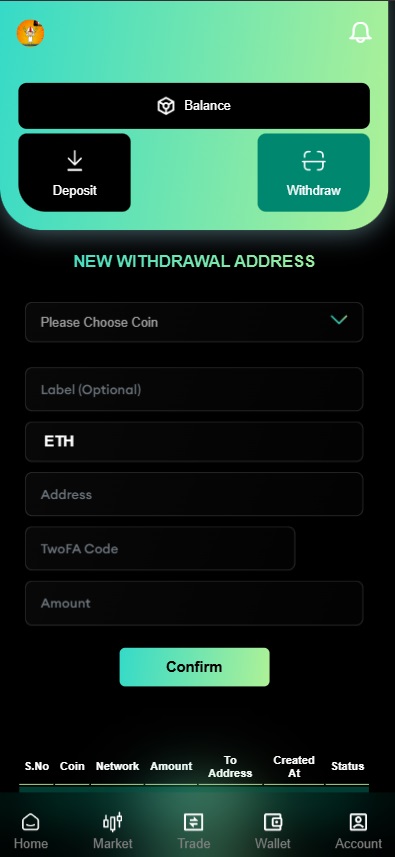 Balance
Deposit
Withdraw
NEW WITHDRAWAL ADDRESS
Please Choose Coin
Label (Optional)
ETH
Address
TwoFA Code
Amount
Confirm
S.No Coin Network Amount To Address Created At Status
Home Market Trade Wallet Account